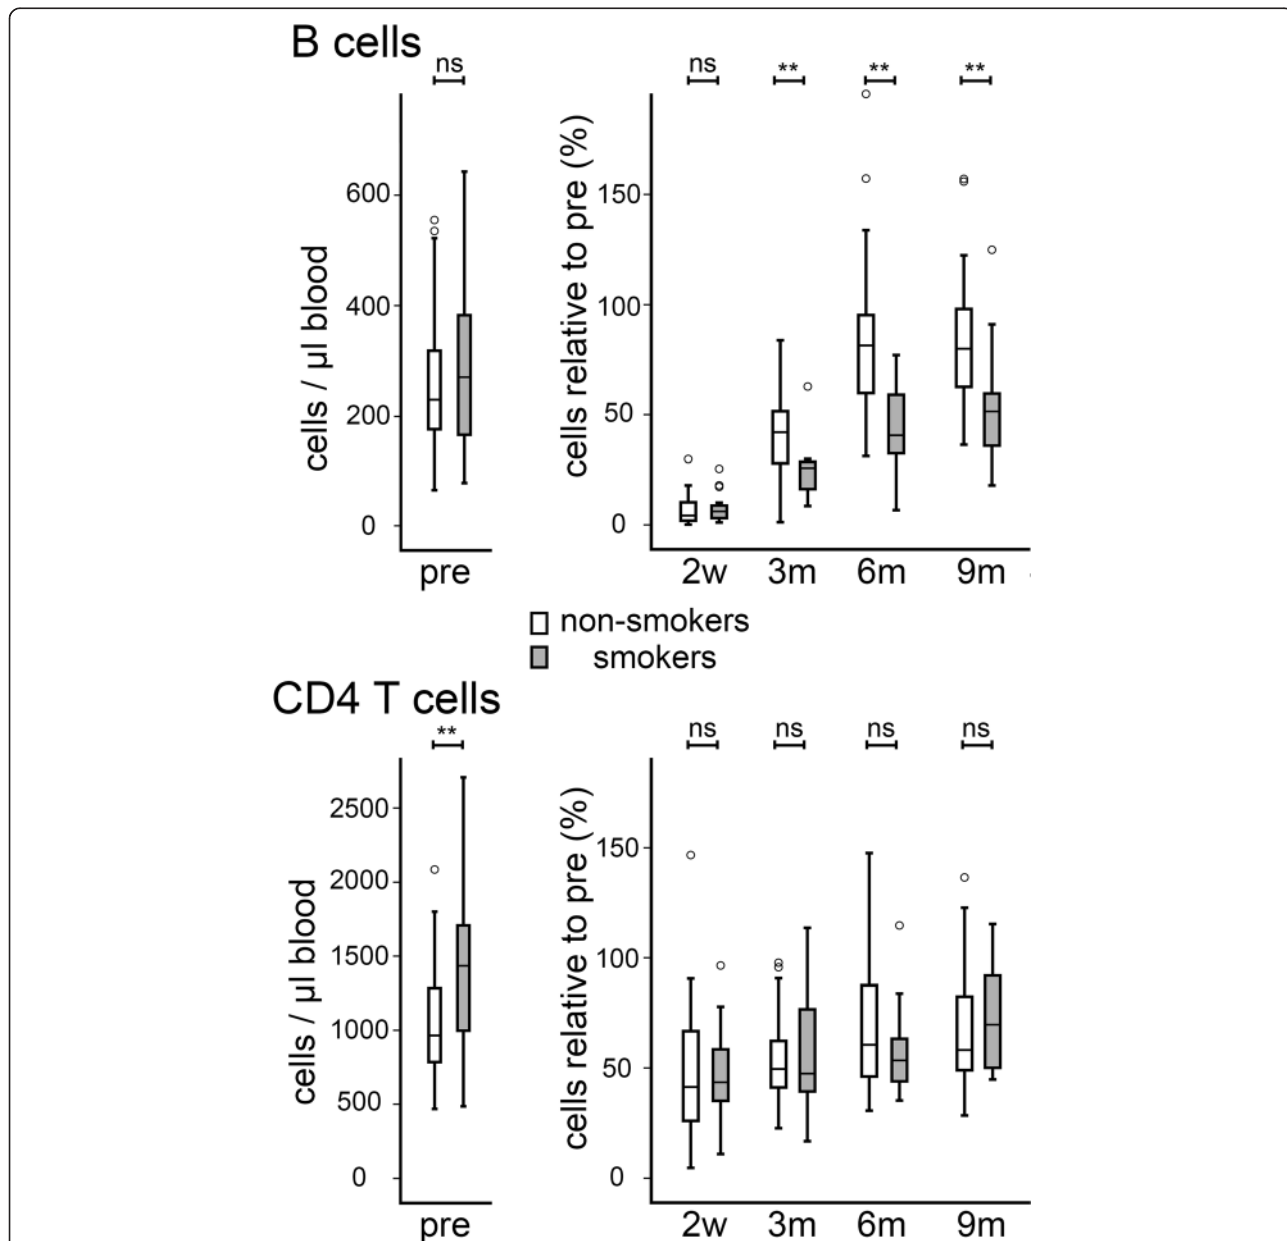 B cells
ns
ns
**
**
**
cells / µl blood
600
400
200
0
pre
cells relative to pre (%)
150
100
50
0
2w 3m 6m 9m
non-smokers
smokers
CD4 T cells
**
ns
ns
ns
ns
cells / µl blood
2500
2000
1500
1000
500
0
pre
cells relative to pre (%)
150
100
50
0
2w 3m 6m 9m